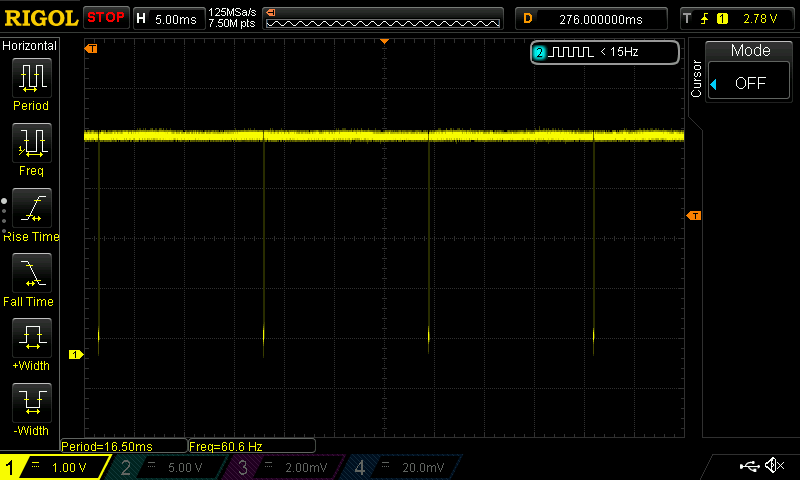 RIGOL STOP H 5.00ms 125MSa/s 7.50M pts D 276.000000ms T 1 2.78 V
Horizontal
T
2 < 15Hz
Mode
OFF
Cursor
Period
Freq
Rise Time
T
Fall Time
+Width
1
-Width
Period=16.50ms Freq=60.6 Hz
1 1.00 V 2 5.00 V 3 2.00mV 4 20.0mV